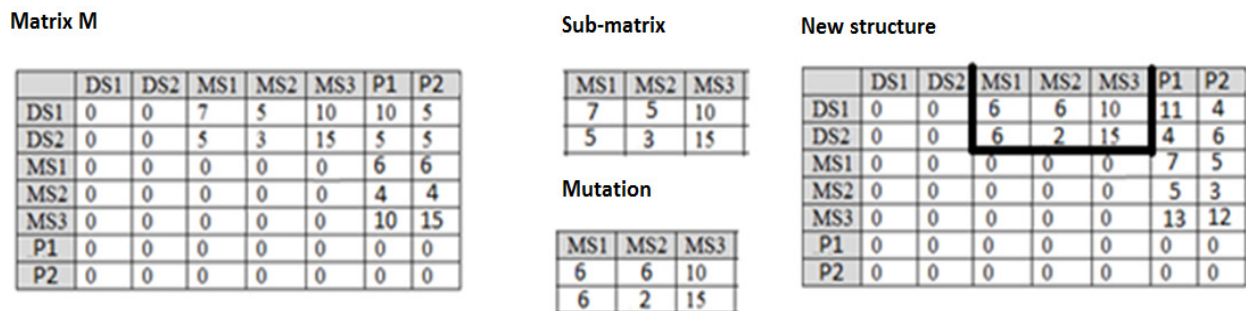 Matrix M
DS1 DS2 MS1 MS2 MS3 P1 P2
DS1 0 0 7 5 10 10 5
DS2 0 0 5 3 15 5 5
MS1 0 0 0 0 0 6 6
MS2 0 0 0 0 0 4 4
MS3 0 0 0 0 0 10 15
P1 0 0 0 0 0 0 0
P2 0 0 0 0 0 0 0
Sub-matrix
MS1 MS2 MS3
7 5 10
5 3 15
Mutation
MS1 MS2 MS3
6 6 10
6 2 15
New structure
DS1 DS2 MS1 MS2 MS3 P1 P2
DS1 0 0 6 6 10 11 4
DS2 0 0 6 2 15 4 6
MS1 0 0 0 0 0 7 5
MS2 0 0 0 0 0 5 3
MS3 0 0 0 0 0 13 12
P1 0 0 0 0 0 0 0
P2 0 0 0 0 0 0 0